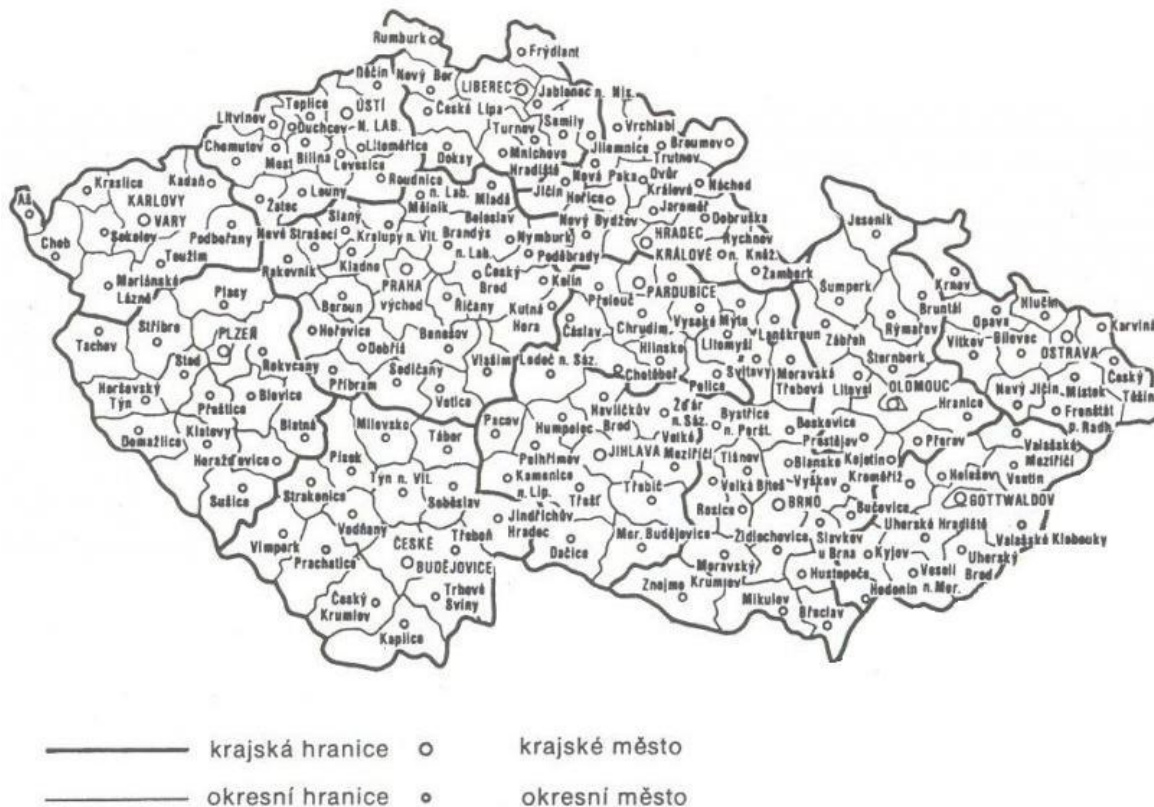 Rumburk
Frýdlant
Děčín
Nový Bor
LIBEREC
Jablonec n. Nis.
Teplice
ÚSTÍ
N. LAB.
Česká Lípa
Litvínov
Duchcov
Turnov
Semily
Vrchlabí
Broumov
Chomutov
Most
Bílina
Litoměřice
Lovosice
Doksy
Mnichovo
Hradiště
Jilemnice
Trutnov
Kraslice
Kadaň
Roudnice
n. Lab.
Jičín
Nová Paka
Dvůr
Králové
Náchod
Aš
KARLOVY
VARY
Žatec
Louny
Mělník
Mladá
Boleslav
Hořice
Jaroměř
Dobruška
Jeseník
Cheb
Sokolov
Podbořany
Nové Strašecí
Slaný
Kralupy n. Vlt.
Brandýs
n. Lab.
Nymburk
Nový Bydžov
HRADEC
KRÁLOVÉ
Rychnov
n. Kněž.
Toužim
Rakovník
Kladno
PRAHA
východ
Český
Brod
Poděbrady
Kolín
Žamberk
Mariánské
Lázně
Plasy
Beroun
Říčany
Kutná
Hora
Přelouč
PARDUBICE
Šumperk
Bruntál
Krnov
Hlučín
Tachov
Stříbro
PLZEŇ
Hořovice
Dobříš
Benešov
Čáslav
Chrudim
Vysoké Mýto
Lanškroun
Rýmařov
Opava
Karviná
Stod
Rokycany
Vlašim
Ledeč n. Sáz.
Hlinsko
Litomyšl
Zábřeh
Vítkov
Bílovec
OSTRAVA
Horšovský
Týn
Příbram
Sedlčany
Chotěboř
Svitavy
Moravská
Třebová
Šternberk
Český
Těšín
Přeštice
Blovice
Votice
Polička
Litovel
OLOMOUC
Nový Jičín
Místek
Domažlice
Klatovy
Blatná
Milevsko
Tábor
Pacov
Humpolec
Havlíčkův
Brod
Žďár
n. Sáz.
Bystřice
n. Peršt.
Boskovice
Hranice
Frenštát
p. Radh.
Horažďovice
Písek
Pelhřimov
JIHLAVA
Velké
Meziříčí
Tišnov
Prostějov
Přerov
Valašské
Meziříčí
Sušice
Strakonice
Týn n. Vlt.
Soběslav
Kamenice
n. Lip.
Třešť
Třebíč
Velká Bíteš
Blansko
Vyškov
Kojetín
Kroměříž
Holešov
Vsetín
Vodňany
Jindřichův
Hradec
Rosice
BRNO
Bučovice
GOTTWALDOV
Vimperk
Prachatice
ČESKÉ
BUDĚJOVICE
Třeboň
Dačice
Mor. Budějovice
Židlochovice
Slavkov
u Brna
Uherské Hradiště
Valašské Klobouky
Moravský
Krumlov
Kyjov
Uherský
Brod
Český
Krumlov
Trhové
Sviny
Znojmo
Hustopeče
Veselí
n. Mor.
Hodonín
Kaplice
Mikulov
Břeclav
krajská hranice
krajské město
okresní hranice
okresní město